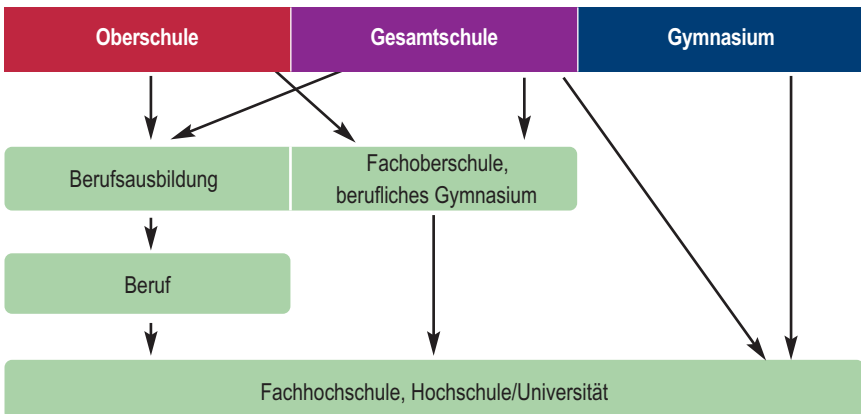 Oberschule
Gesamtschule
Gymnasium
Berufsausbildung
Fachoberschule,
berufliches Gymnasium
Beruf
Fachhochschule, Hochschule/Universität